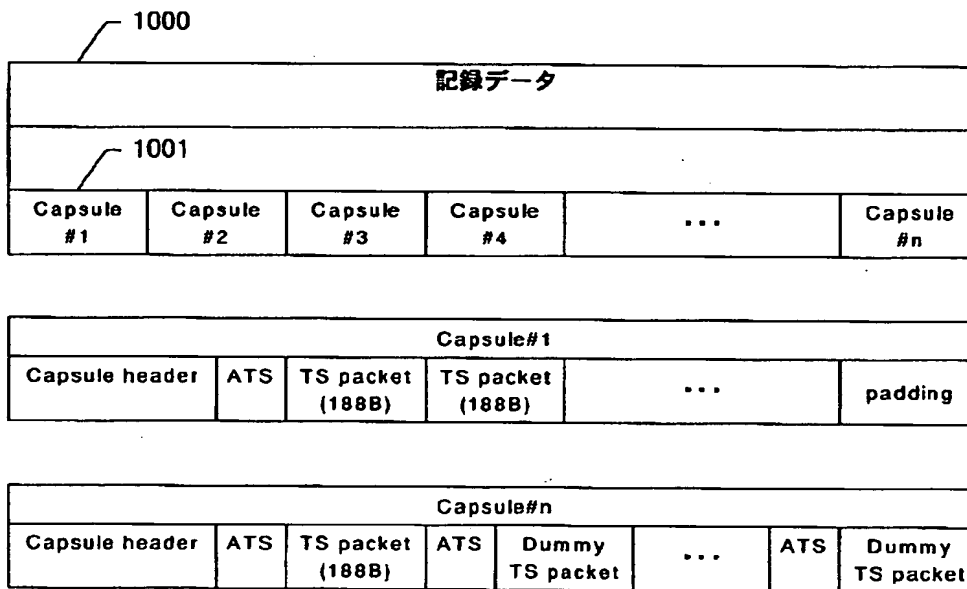 1000
記録データ
1001
Capsule #1 Capsule #2 Capsule #3 Capsule #4 ··· Capsule #n
Capsule#1
Capsule header ATS TS packet (188B) TS packet (188B) ··· padding
Capsule#n
Capsule header ATS TS packet (188B) ATS Dummy TS packet ··· ATS Dummy TS packet